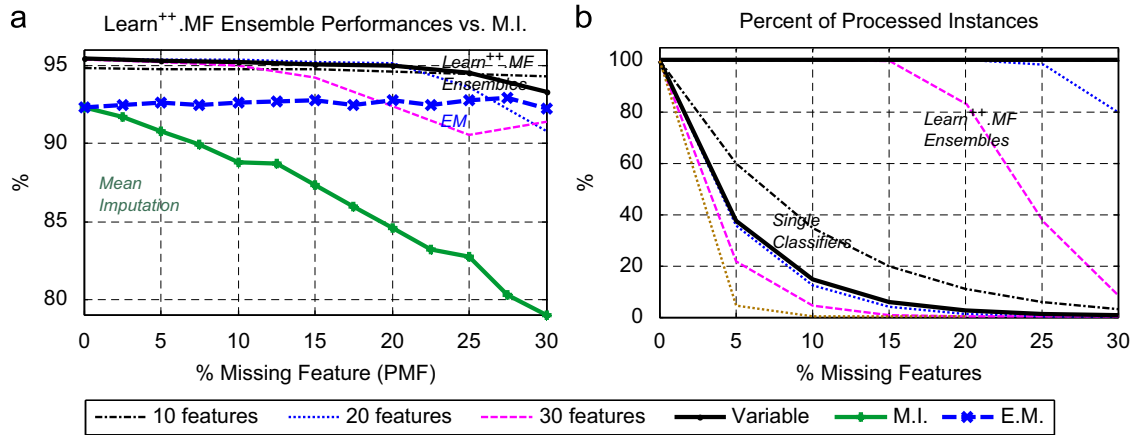 a
Learn++.MF Ensemble Performances vs. M.I.
95
90
85
80
%
Learn++.MF
Ensembles
EM
Mean
Imputation
0 5 10 15 20 25 30
% Missing Feature (PMF)
b
Percent of Processed Instances
100
80
60
40
20
0
%
Learn++.MF
Ensembles
Single
Classifiers
0 5 10 15 20 25 30
% Missing Features
10 features 20 features 30 features Variable M.I. E.M.